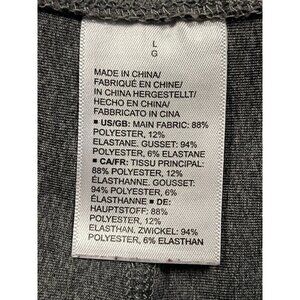 L
G
MADE IN CHINA/
FABRIQUÉ EN CHINE/
IN CHINA HERGESTELLT/
HECHO EN CHINA/
FABBRICATO IN CINA
■ US/GB: MAIN FABRIC: 88%
POLYESTER, 12%
ELASTANE. GUSSET: 94%
POLYESTER, 6% ELASTANE
■ CA/FR: TISSU PRINCIPAL:
88% POLYESTER, 12%
ÉLASTHANNE. GOUSSET:
94% POLYESTER, 6%
ÉLASTHANNE ■ DE:
HAUPTSTOFF: 88%
POLYESTER, 12%
ELASTHAN. ZWICKEL: 94%
POLYESTER, 6% ELASTHAN